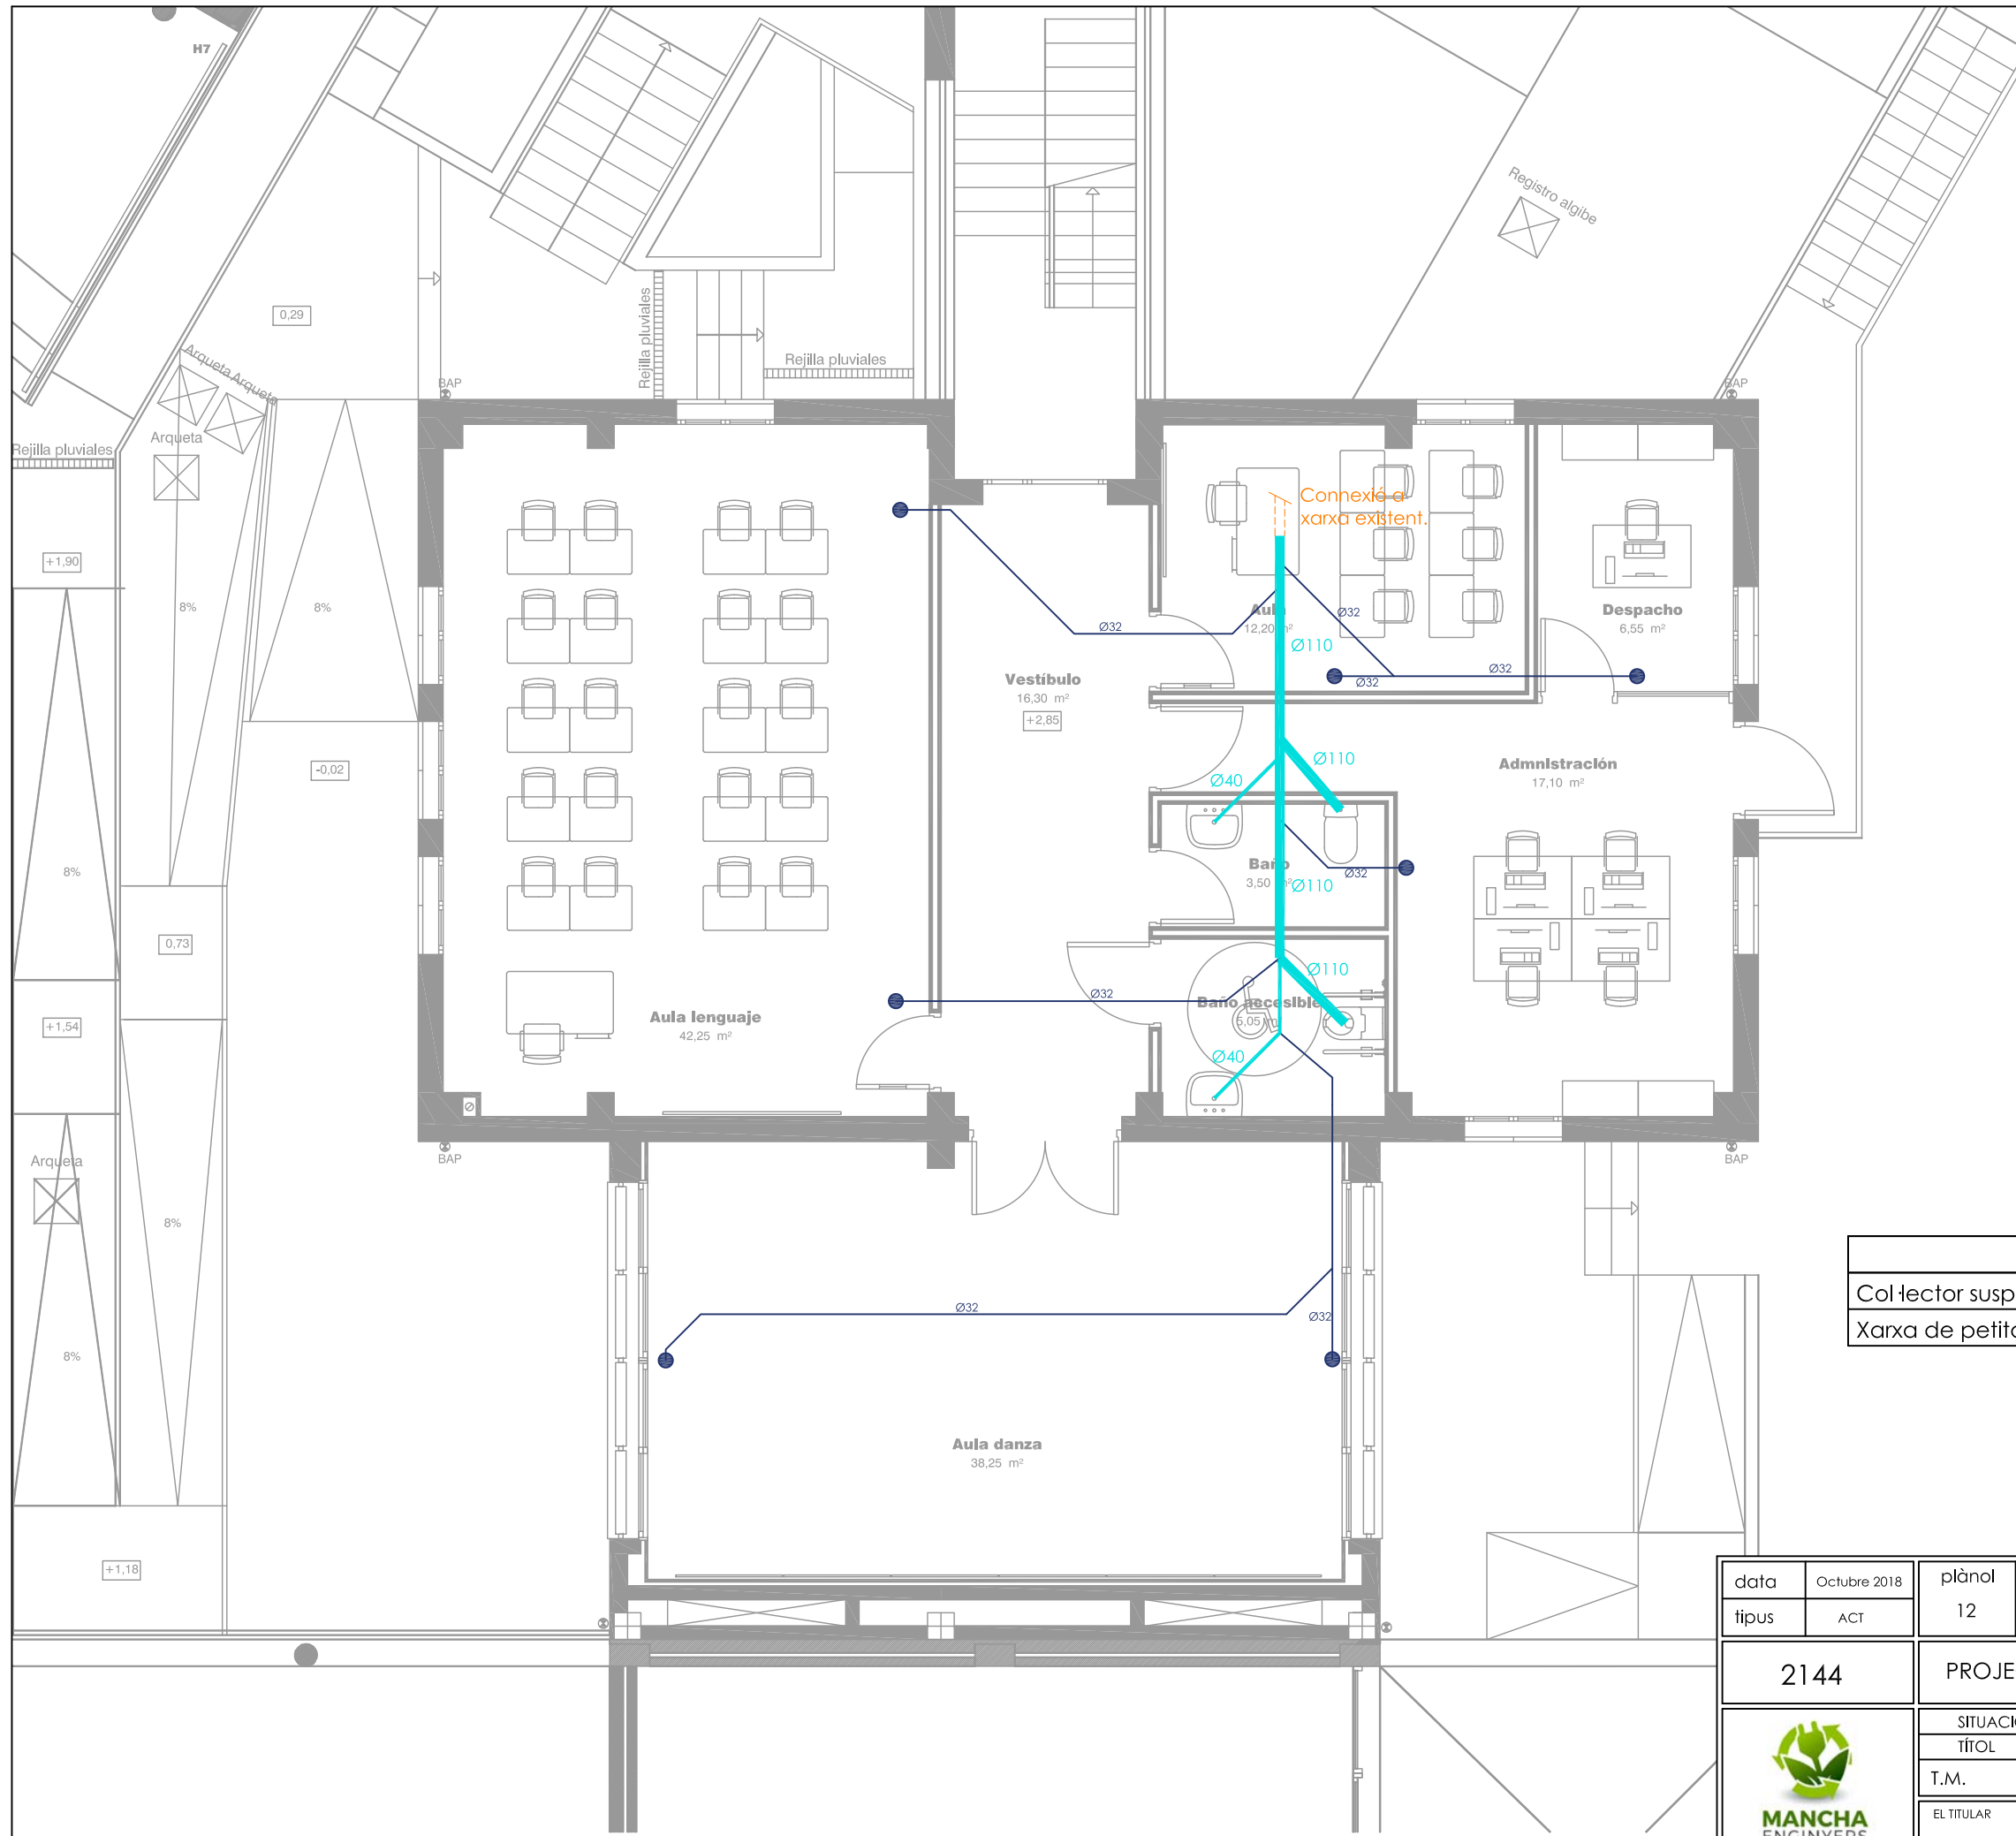 H7
Registro algibe
0,29
Rejilla pluviales
Rejilla pluviales
Arqueta
Arqueta
BAP
BAP
Arqueta
Rejilla pluviales
Connexió a
xarxa existent.
+1,90
8%
8%
Aula
12,20 m²
Ø32
Ø32
Despacho
6,55 m²
Ø110
Vestíbulo
16,30 m²
+2,85
Ø32
Ø32
-0,02
Ø110
Ø40
Admnistración
17,10 m²
8%
Baño
3,50 m²
Ø110
Ø32
0,73
Ø110
Ø32
Baño accesible
5,05 m²
+1,54
Aula lenguaje
42,25 m²
Ø40
Ø
BAP
BAP
Arqueta
8%
Ø32
Ø32
8%
Aula danza
38,25 m²
+1,18
Col·lector susp
Xarxa de petita
data
Octubre 2018
plànol
tipus
ACT
12
2144
PROJE
SITUACI
TÍTOL
T.M.
EL TITULAR
MANCHA
ENGINYERS